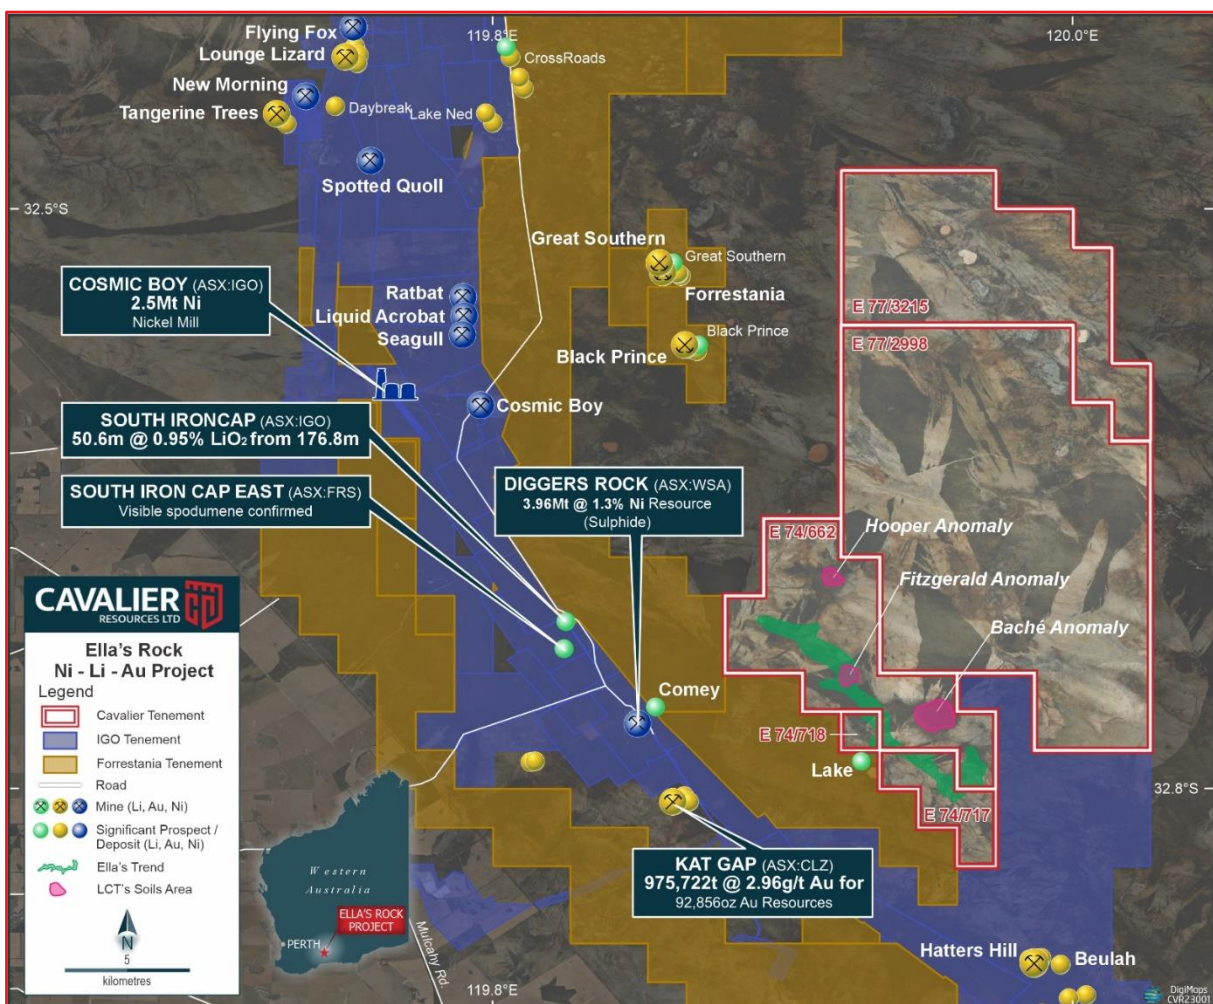 Flying Fox
119.8°E
120.0°E
Lounge Lizard
CrossRoads
New Morning
Daybreak
Lake Ned
Tangerine Trees
Spotted Quoll
32.5°S
Great Southern
Great Southern
Forrestania
E 77/3215
COSMIC BOY (ASX:IGO)
2.5Mt Ni
Nickel Mill
Ratbat
Liquid Acrobat
Seagull
Black Prince
Black Prince
E 77/2998
Cosmic Boy
SOUTH IRONCAP (ASX:IGO)
50.6m @ 0.95% LiO₂ from 176.8m
SOUTH IRON CAP EAST (ASX:FRS)
Visible spodumene confirmed
DIGGERS ROCK (ASX:WSA)
3.96Mt @ 1.3% Ni Resource
(Sulphide)
E 74/662
Hooper Anomaly
Fitzgerald Anomaly
Baché Anomaly
Comey
E 74/718
Lake
E 74/717
32.8°S
KAT GAP (ASX:CLZ)
975,722t @ 2.96g/t Au for
92,856oz Au Resources
Hatters Hill
Beulah
Mulcahy Rd.
119.8°E
CAVALIER
RESOURCES LTD
Ella's Rock
Ni - Li - Au Project
Legend
Cavalier Tenement
IGO Tenement
Forrestania Tenement
Road
Mine (Li, Au, Ni)
Significant Prospect /
Deposit (Li, Au, Ni)
Ella's Trend
LCT's Soils Area
N
5
kilometres
Western
Australia
PERTH
ELLA'S ROCK
PROJECT
DigiMaps